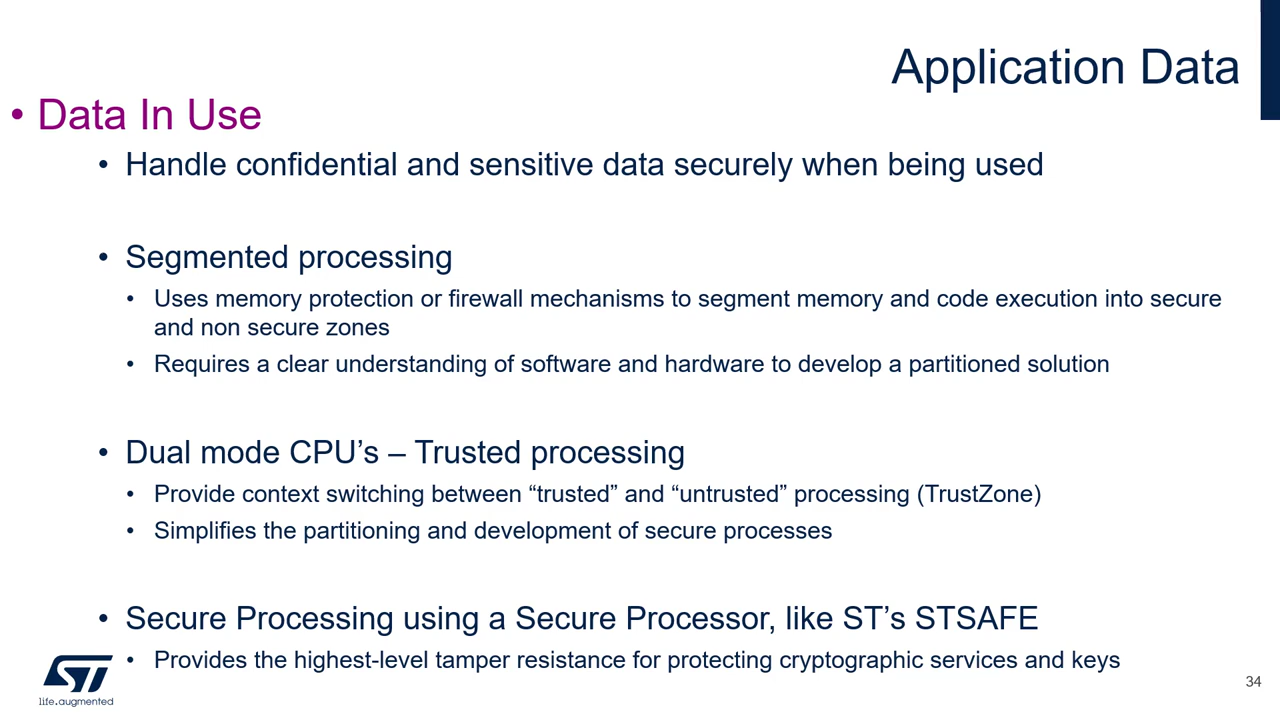 Application Data
• Data In Use
• Handle confidential and sensitive data securely when being used
• Segmented processing
• Uses memory protection or firewall mechanisms to segment memory and code execution into secure
and non secure zones
• Requires a clear understanding of software and hardware to develop a partitioned solution
• Dual mode CPU’s – Trusted processing
• Provide context switching between “trusted” and “untrusted” processing (TrustZone)
• Simplifies the partitioning and development of secure processes
• Secure Processing using a Secure Processor, like ST’s STSAFE
• Provides the highest-level tamper resistance for protecting cryptographic services and keys
ST
life.augmented
34